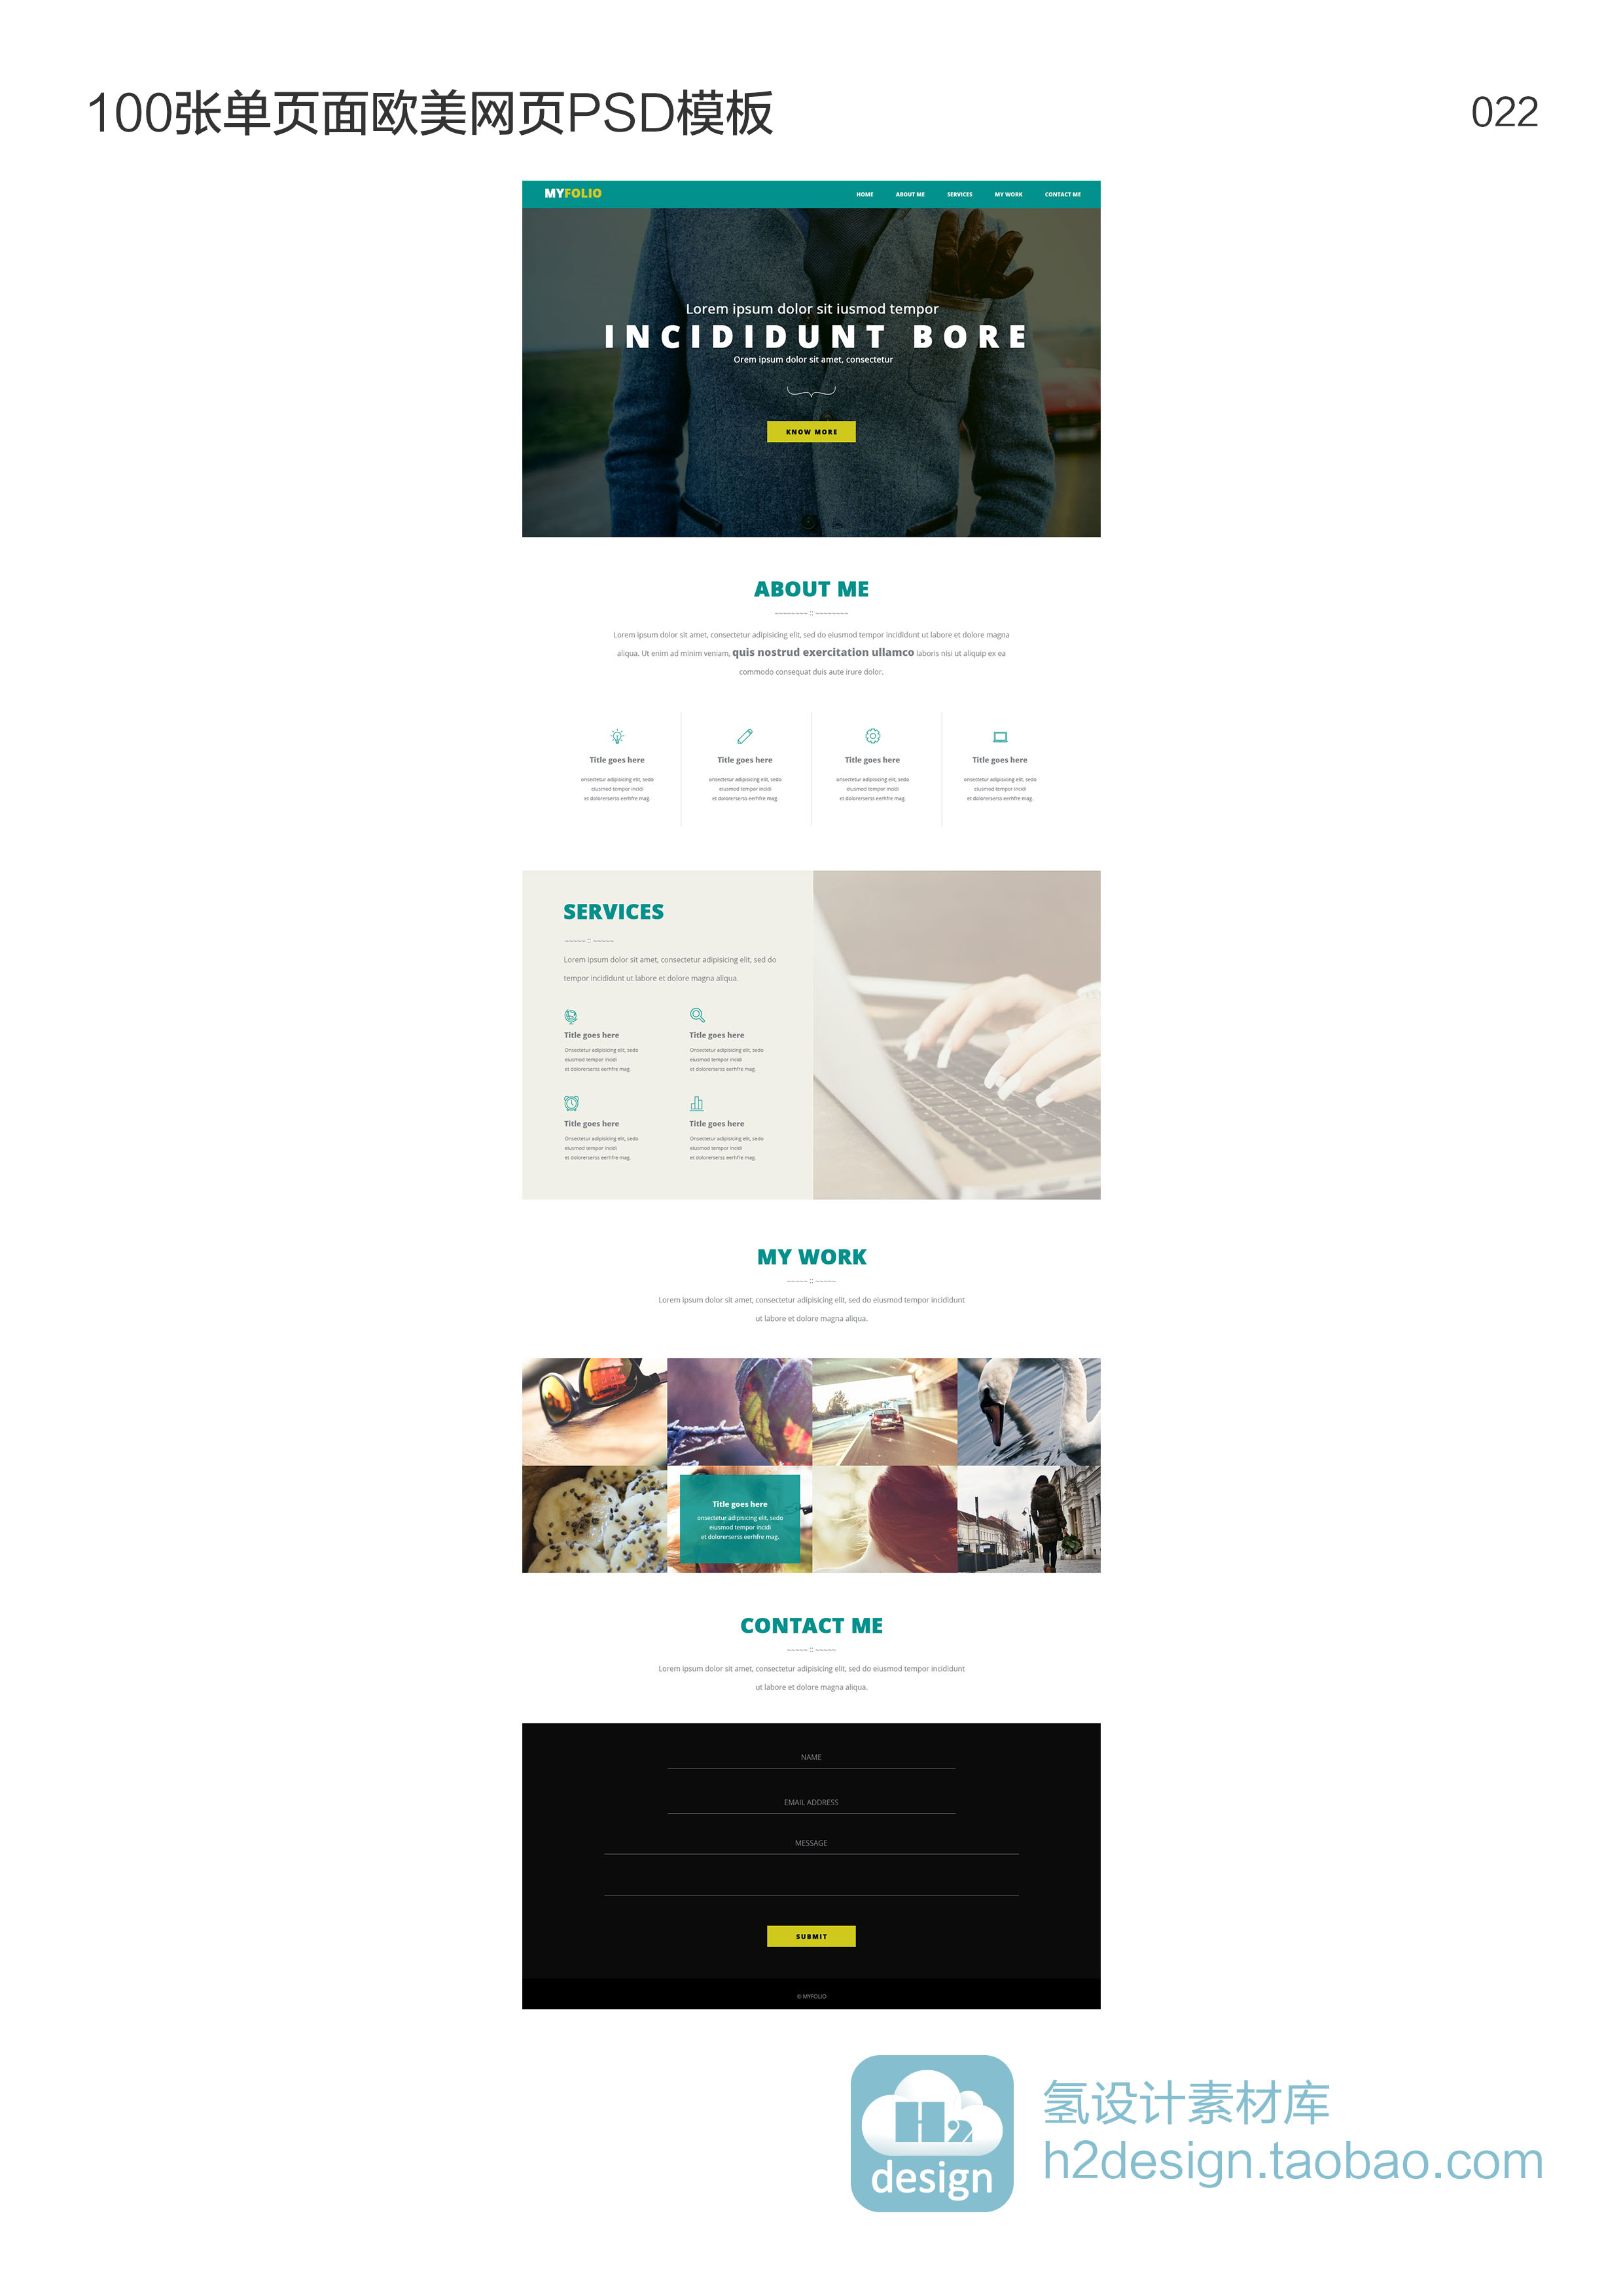 100张单页面欧美网页PSD模板
022
MYFOLIO
HOME
ABOUT ME
SERVICES
MY WORK
CONTACT ME
Lorem ipsum dolor sit iusmod tempor
INCIDIDUNT BORE
Orem ipsum dolor sit amet, consectetur
KNOW MORE
ABOUT ME
~~~~~~~~ :: ~~~~~~~~
Lorem ipsum dolor sit amet, consectetur adipisicing elit, sed do eiusmod tempor incididunt ut labore et dolore magna
aliqua. Ut enim ad minim veniam, quis nostrud exercitation ullamco laboris nisi ut aliquip ex ea
commodo consequat duis aute irure dolor.
Title goes here
onsectetur adipisicing elit, sedo
eiusmod tempor incidi
et dolorerserss eerhfre mag.
Title goes here
onsectetur adipisicing elit, sedo
eiusmod tempor incidi
et dolorerserss eerhfre mag.
Title goes here
onsectetur adipisicing elit, sedo
eiusmod tempor incidi
et dolorerserss eerhfre mag.
Title goes here
onsectetur adipisicing elit, sedo
eiusmod tempor incidi
et dolorerserss eerhfre mag.
SERVICES
~~~~~ :: ~~~~~
Lorem ipsum dolor sit amet, consectetur adipisicing elit, sed do
tempor incididunt ut labore et dolore magna aliqua.
Title goes here
Onsectetur adipisicing elit, sedo
eiusmod tempor incidi
et dolorerserss eerhfre mag.
Title goes here
Onsectetur adipisicing elit, sedo
eiusmod tempor incidi
et dolorerserss eerhfre mag.
Title goes here
Onsectetur adipisicing elit, sedo
eiusmod tempor incidi
et dolorerserss eerhfre mag.
Title goes here
Onsectetur adipisicing elit, sedo
eiusmod tempor incidi
et dolorerserss eerhfre mag.
MY WORK
~~~~~ :: ~~~~~
Lorem ipsum dolor sit amet, consectetur adipisicing elit, sed do eiusmod tempor incididunt
ut labore et dolore magna aliqua.
Title goes here
onsectetur adipisicing elit, sedo
eiusmod tempor incidi
et dolorerserss eerhfre mag.
CONTACT ME
~~~~~ :: ~~~~~
Lorem ipsum dolor sit amet, consectetur adipisicing elit, sed do eiusmod tempor incididunt
ut labore et dolore magna aliqua.
NAME
EMAIL ADDRESS
MESSAGE
SUBMIT
© MYFOLIO
H2
design
氢设计素材库
h2design.taobao.com